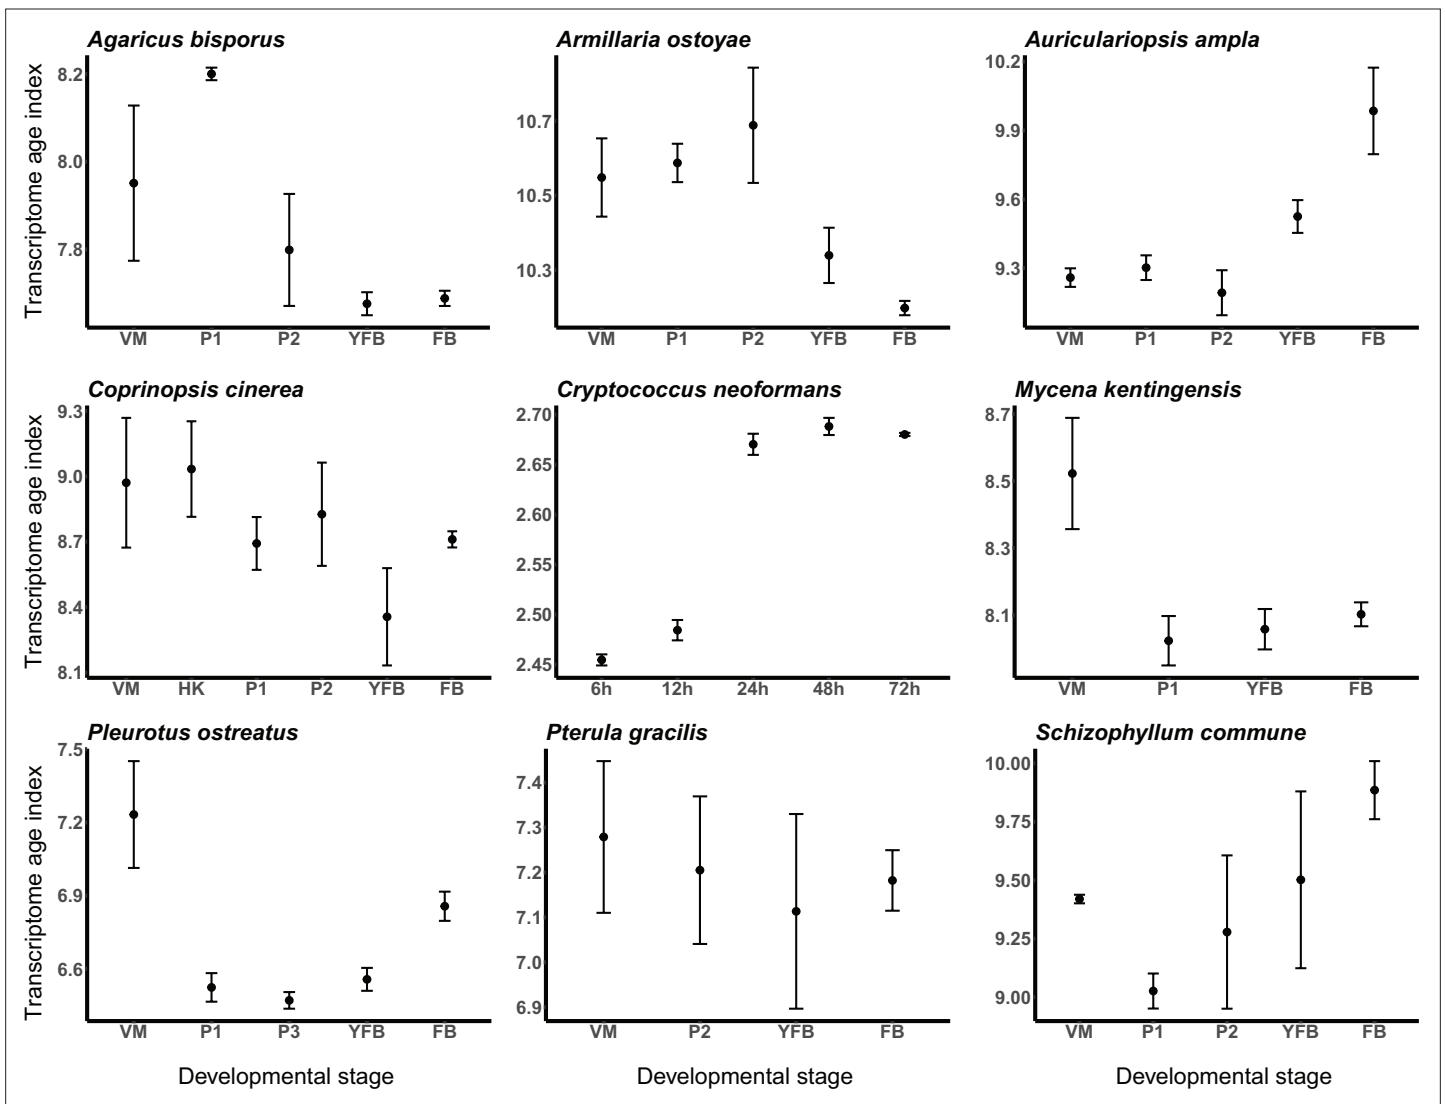 Agaricus bisporus
Armillaria ostoyae
Auriculariopsis ampla
Transcriptome age index
8.2
8.0
7.8
VM P1 P2 YFB FB
10.7
10.5
10.3
VM P1 P2 YFB FB
10.2
9.9
9.6
9.3
VM P1 P2 YFB FB
Coprinopsis cinerea
Cryptococcus neoformans
Mycena kentingensis
Transcriptome age index
9.3
9.0
8.7
8.4
8.1
VM HK P1 P2 YFB FB
2.70
2.65
2.60
2.55
2.50
2.45
6h 12h 24h 48h 72h
8.7
8.5
8.3
8.1
VM P1 YFB FB
Pleurotus ostreatus
Pterula gracilis
Schizophyllum commune
Transcriptome age index
7.5
7.2
6.9
6.6
VM P1 P3 YFB FB
7.4
7.3
7.2
7.1
7.0
6.9
VM P2 YFB FB
10.00
9.75
9.50
9.25
9.00
VM P1 P2 YFB FB
Developmental stage
Developmental stage
Developmental stage